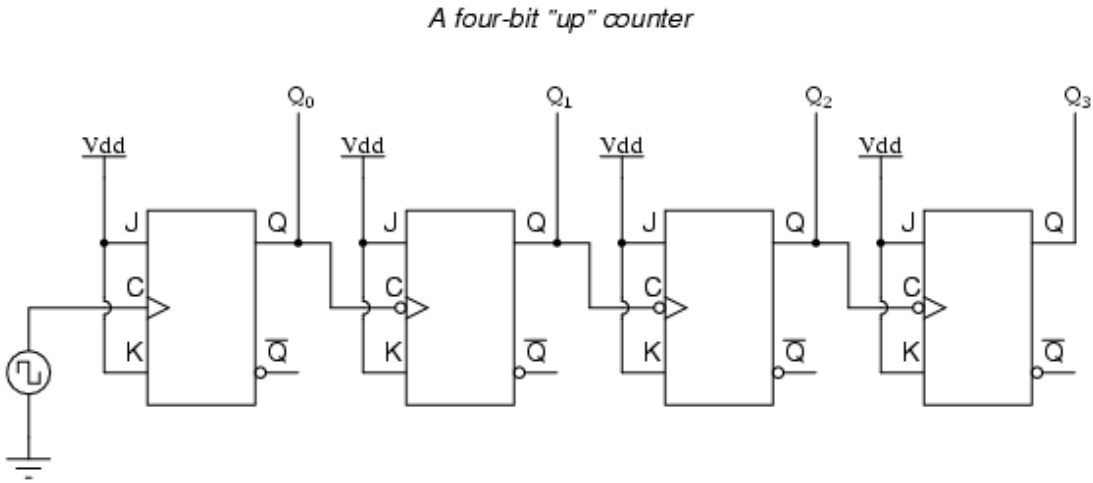 A four-bit "up" counter
Q0 Q1 Q2 Q3
Vdd Vdd Vdd Vdd
J Q J Q J Q J Q
C C C C
K Q̅ K Q̅ K Q̅ K Q̅